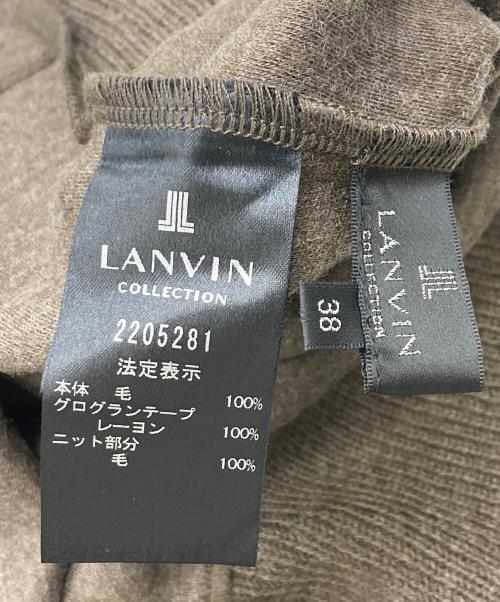 LANVIN
COLLECTION
2205281
法定表示
本体 毛 100%
グログランテープ
レーヨン 100%
ニット部分
毛 100%
38
LANVIN
COLLECTION